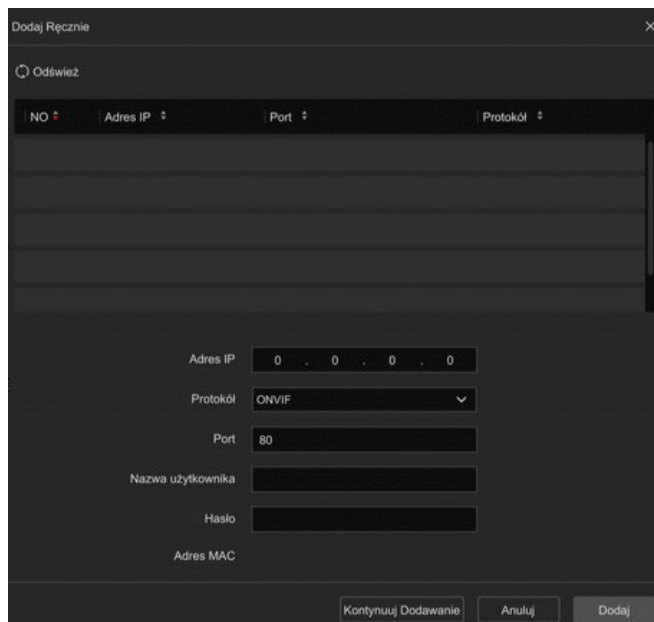 Dodaj Ręcznie
Odśwież
NO Adres IP Port Protokół
Adres IP 0 . 0 . 0 . 0
Protokół ONVIF
Port 80
Nazwa użytkownika
Hasło
Adres MAC
Kontynuuj Dodawanie Anuluj Dodaj